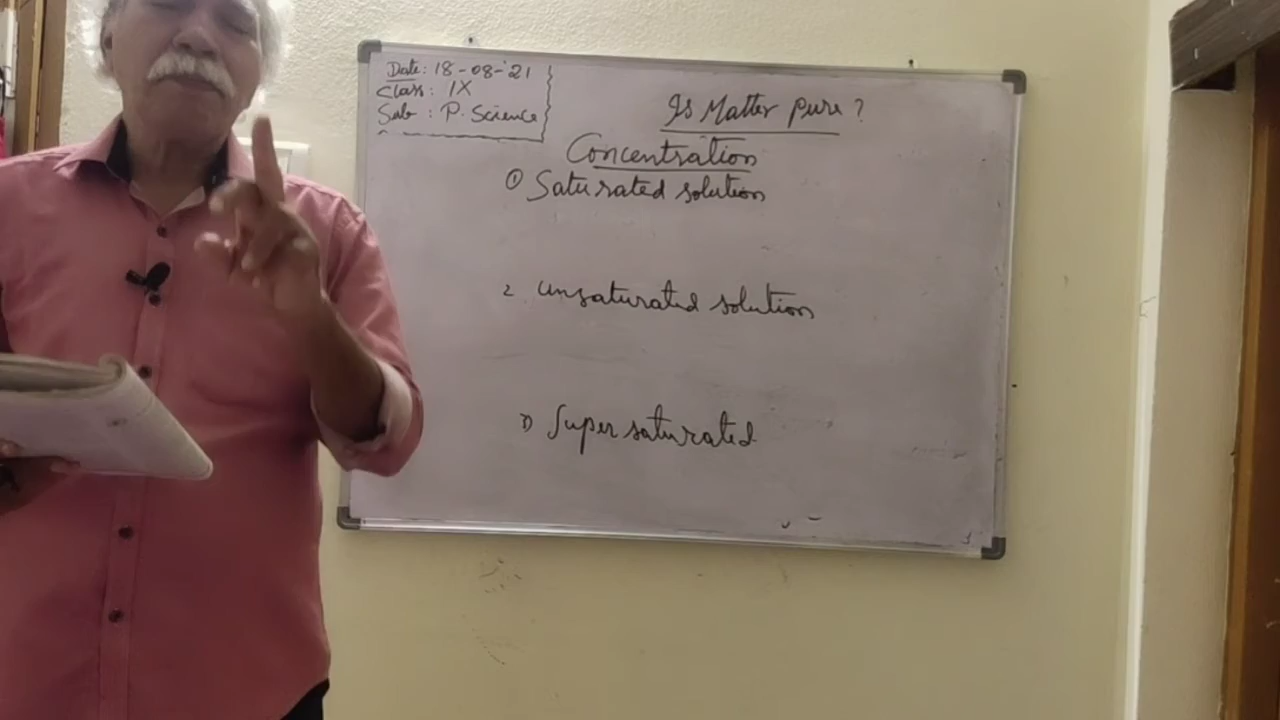 Date: 18-08-'21
Class: IX
Sub : P. Science
Is Matter pure ?
Concentration
① Saturated solution
2 Unsaturated solution
3) Super saturated